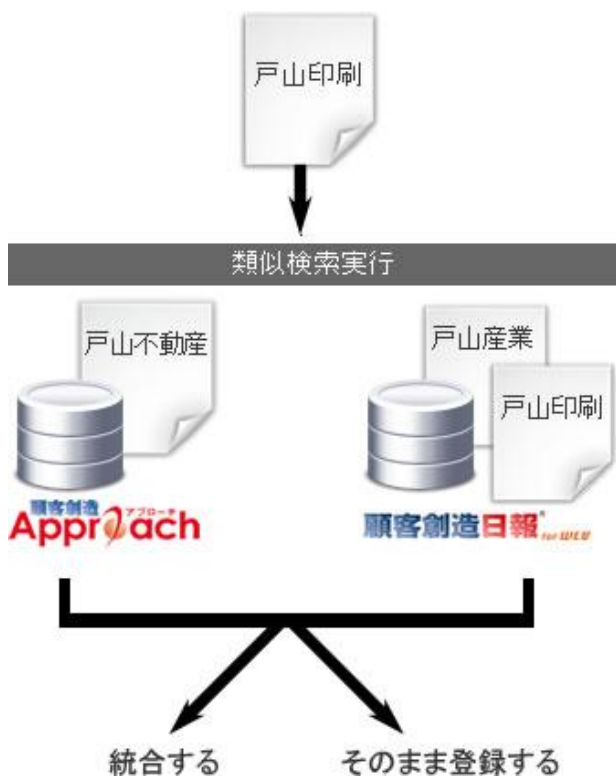 戸山印刷
類似検索実行
戸山不動産
戸山産業
戸山印刷
顧客創造
アプローチ
Approach
顧客創造日報
for WEB
統合する
そのまま登録する